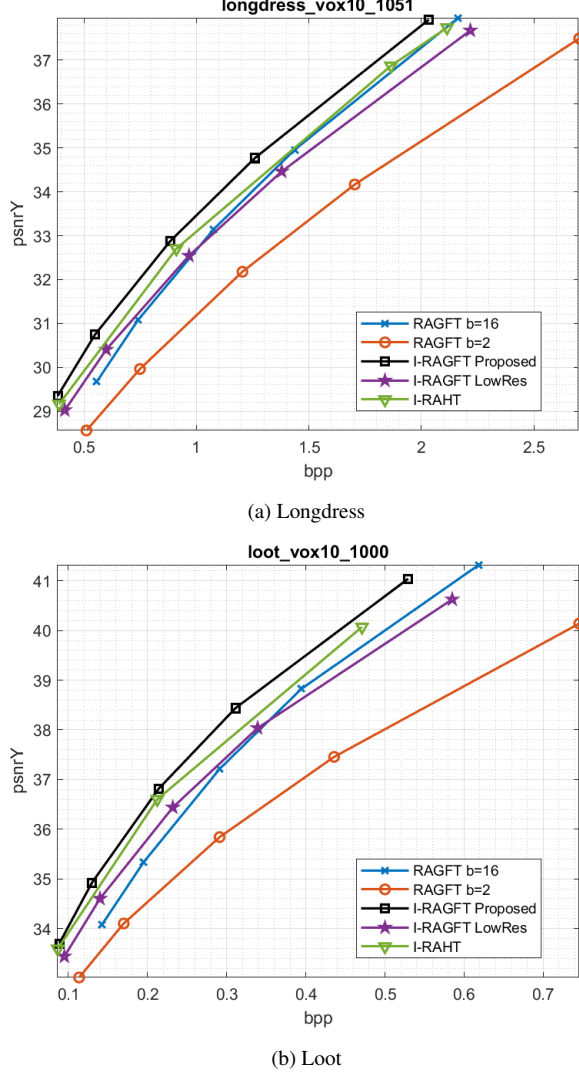 longdress_vox10_1051
37
36
35
34
33
32
31
30
29
psnrY
0.5
1
1.5
2
2.5
bpp
RAGFT b=16
RAGFT b=2
I-RAGFT Proposed
I-RAGFT LowRes
I-RAHT
(a) Longdress
loot_vox10_1000
41
40
39
38
37
36
35
34
psnrY
0.1
0.2
0.3
0.4
0.5
0.6
0.7
bpp
RAGFT b=16
RAGFT b=2
I-RAGFT Proposed
I-RAGFT LowRes
I-RAHT
(b) Loot